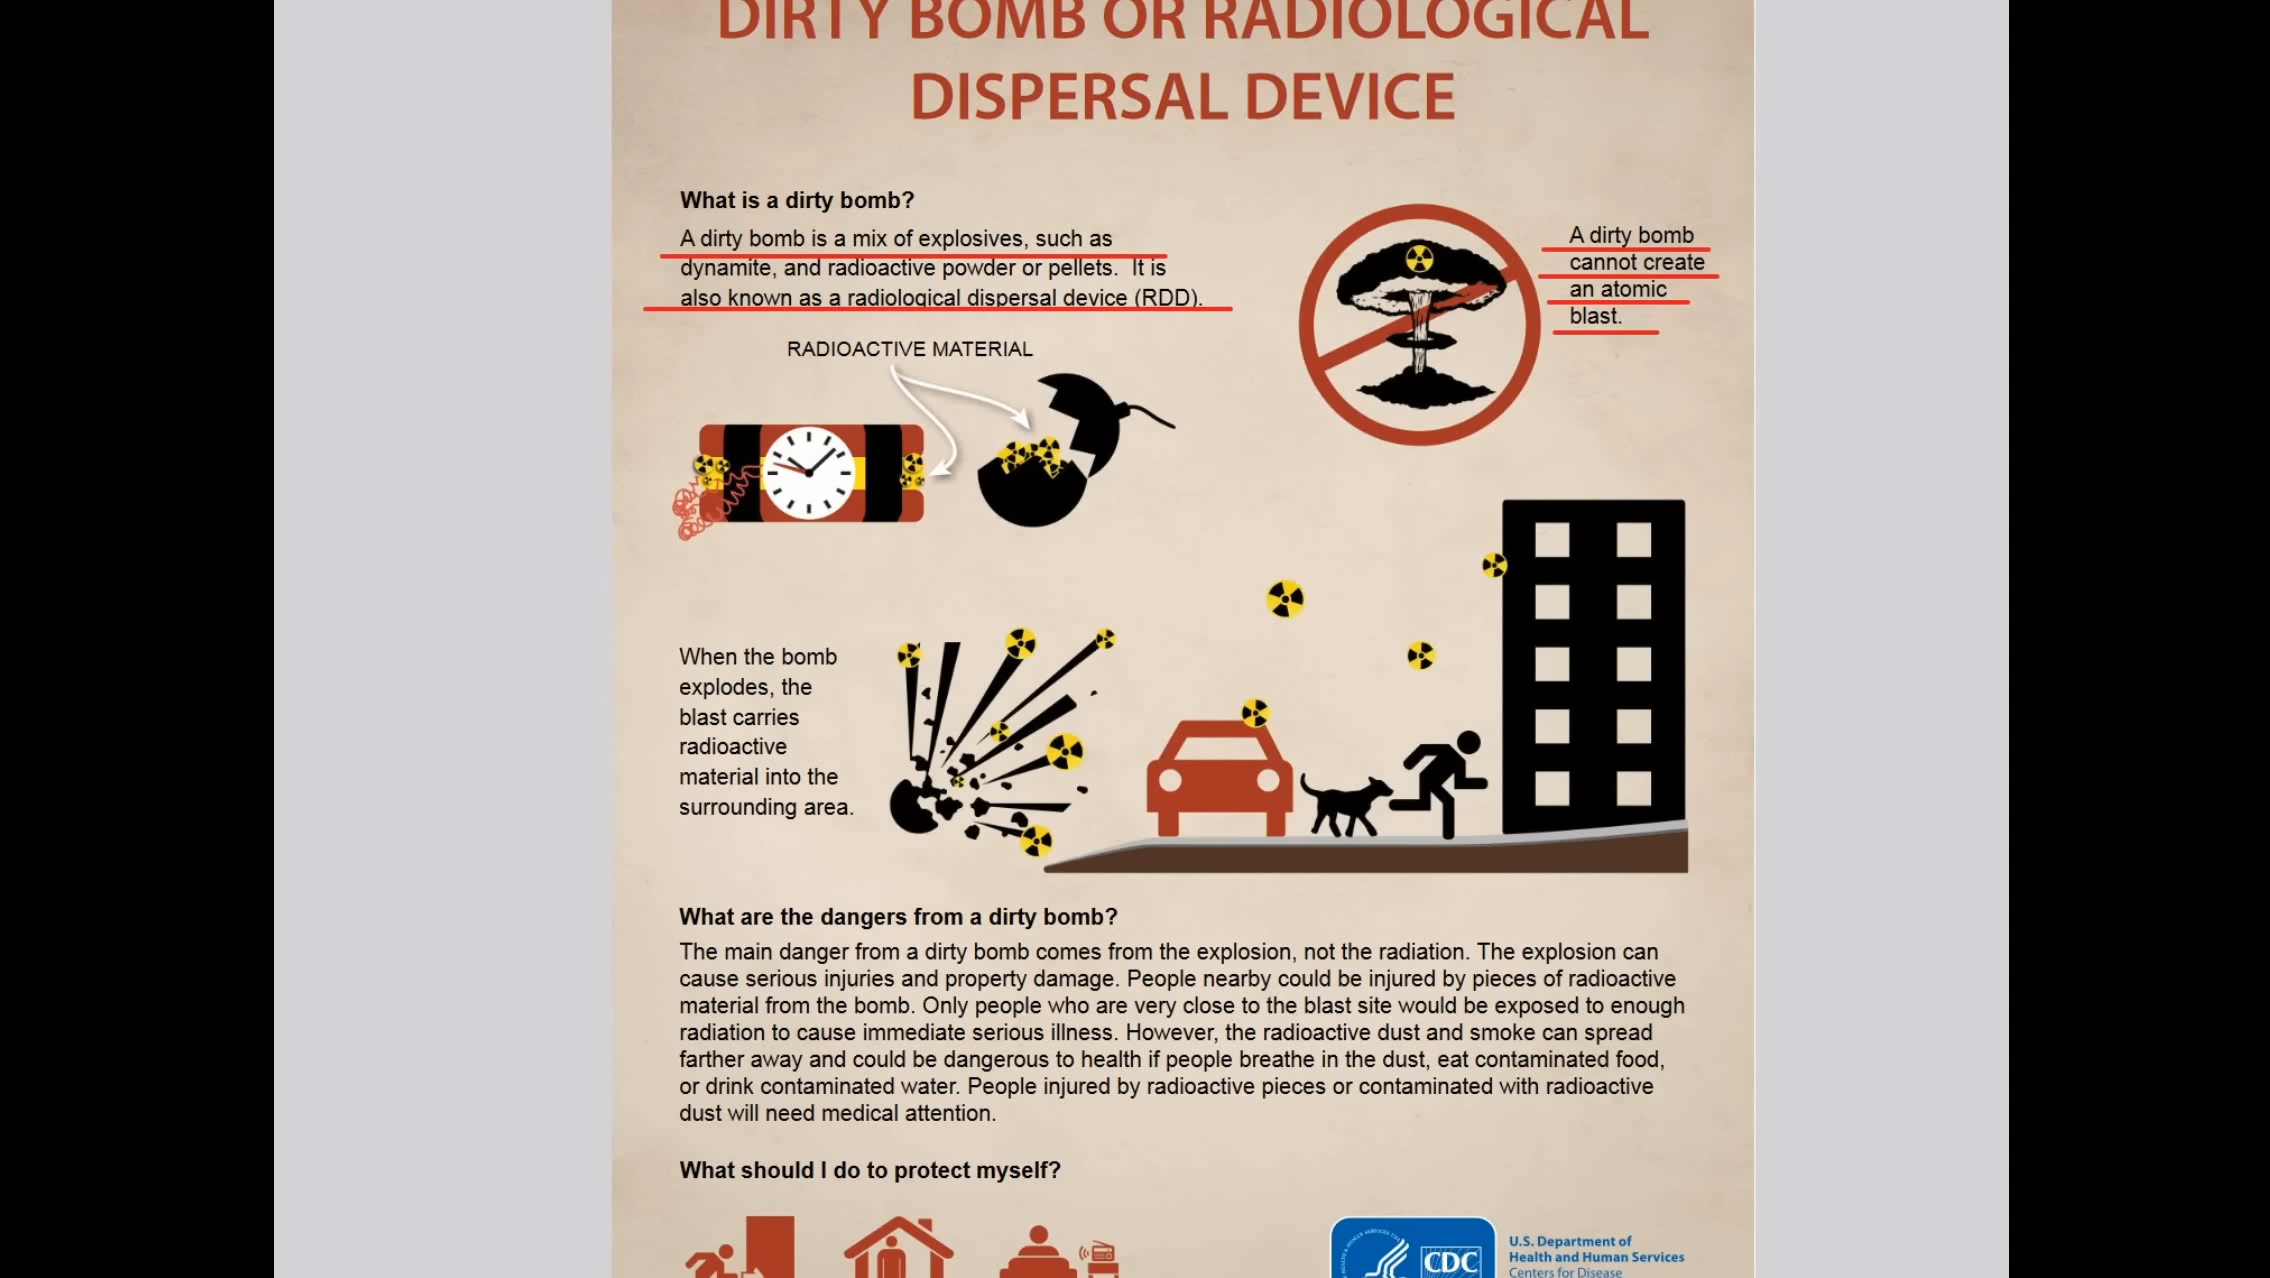 DIRTY BOMB OR RADIOLOGICAL
DISPERSAL DEVICE
What is a dirty bomb?
A dirty bomb is a mix of explosives, such as
dynamite, and radioactive powder or pellets. It is
also known as a radiological dispersal device (RDD).
A dirty bomb
cannot create
an atomic
blast.
RADIOACTIVE MATERIAL
When the bomb
explodes, the
blast carries
radioactive
material into the
surrounding area.
What are the dangers from a dirty bomb?
The main danger from a dirty bomb comes from the explosion, not the radiation. The explosion can
cause serious injuries and property damage. People nearby could be injured by pieces of radioactive
material from the bomb. Only people who are very close to the blast site would be exposed to enough
radiation to cause immediate serious illness. However, the radioactive dust and smoke can spread
farther away and could be dangerous to health if people breathe in the dust, eat contaminated food,
or drink contaminated water. People injured by radioactive pieces or contaminated with radioactive
dust will need medical attention.
What should I do to protect myself?
CDC
U.S. Department of
Health and Human Services
Centers for Disease